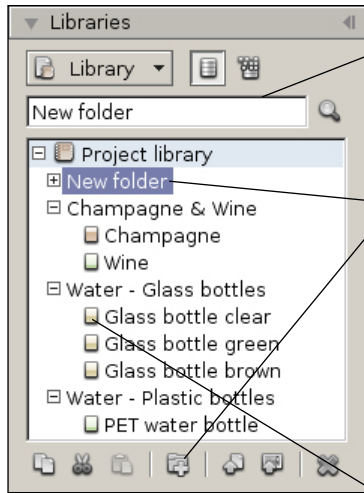 Libraries
Library
New folder
Project library
New folder
Champagne & Wine
Champagne
Wine
Water - Glass bottles
Glass bottle clear
Glass bottle green
Glass bottle brown
Water - Plastic bottles
PET water bottle